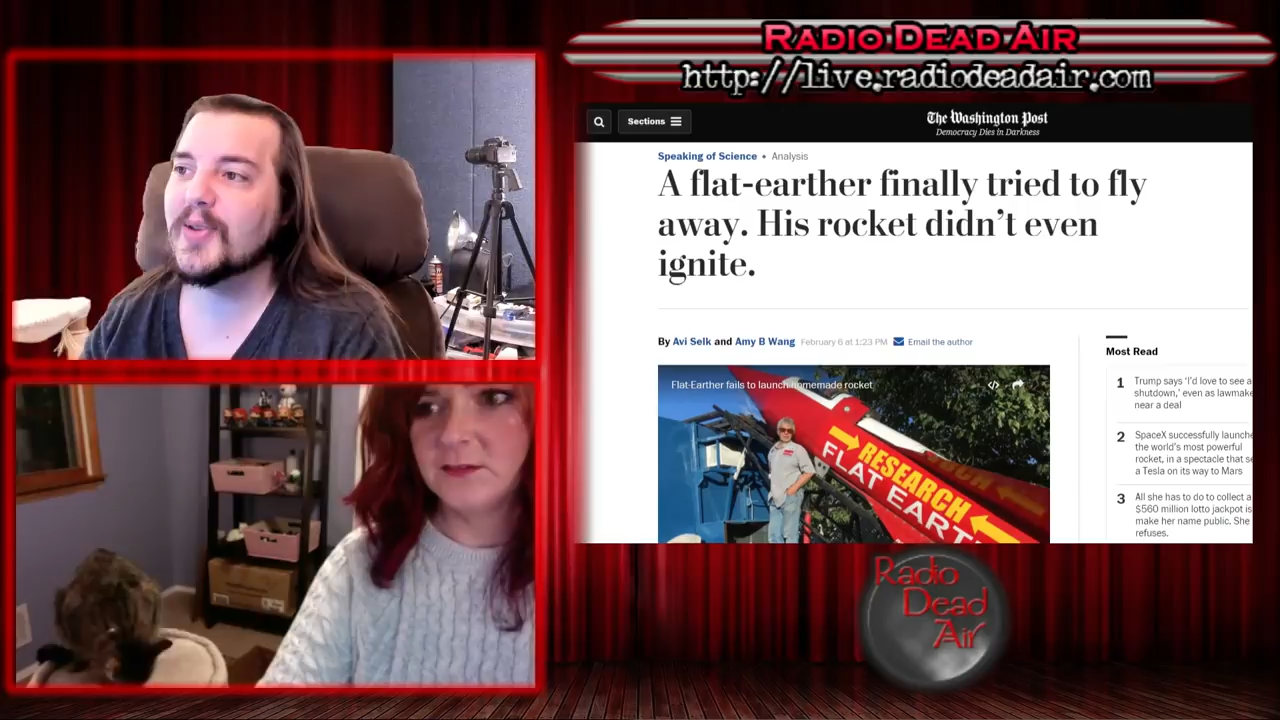 RADIO DEAD AIR
http://live.radiodeadair.com
Sections
The Washington Post
Democracy Dies in Darkness
Speaking of Science • Analysis
A flat-earther finally tried to fly
away. His rocket didn't even
ignite.
By Avi Selk and Amy B Wang February 6 at 1:23 PM Email the author
Most Read
Flat-Earther fails to launch homemade rocket
RESEARCH
FLAT EARTH
1 Trump says 'I'd love to see a
shutdown,' even as lawmake
near a deal
2 SpaceX successfully launche
the world's most powerful
rocket, in a spectacle that se
a Tesla on its way to Mars
3 All she has to do to collect a
$560 million lotto jackpot is
make her name public. She
refuses.
Radio
Dead
Air